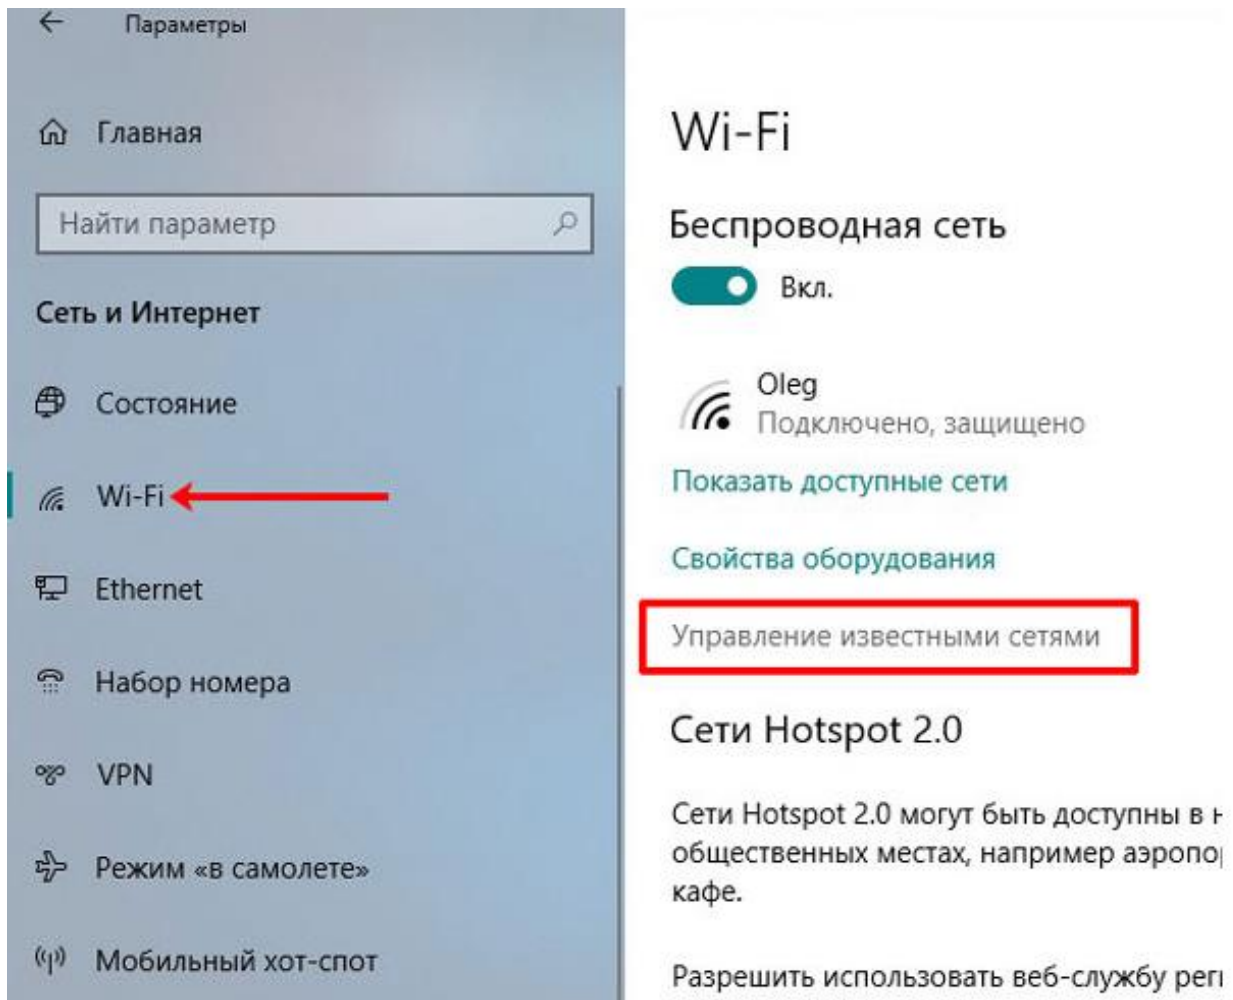 Параметры
Главная
Найти параметр
Сеть и Интернет
Состояние
Wi-Fi
Ethernet
Набор номера
VPN
Режим «в самолете»
Мобильный хот-спот
Wi-Fi
Беспроводная сеть
Вкл.
Oleg
Подключено, защищено
Показать доступные сети
Свойства оборудования
Управление известными сетями
Сети Hotspot 2.0
Сети Hotspot 2.0 могут быть доступны в
общественных местах, например
кафе.
Разрешить использовать веб-службу